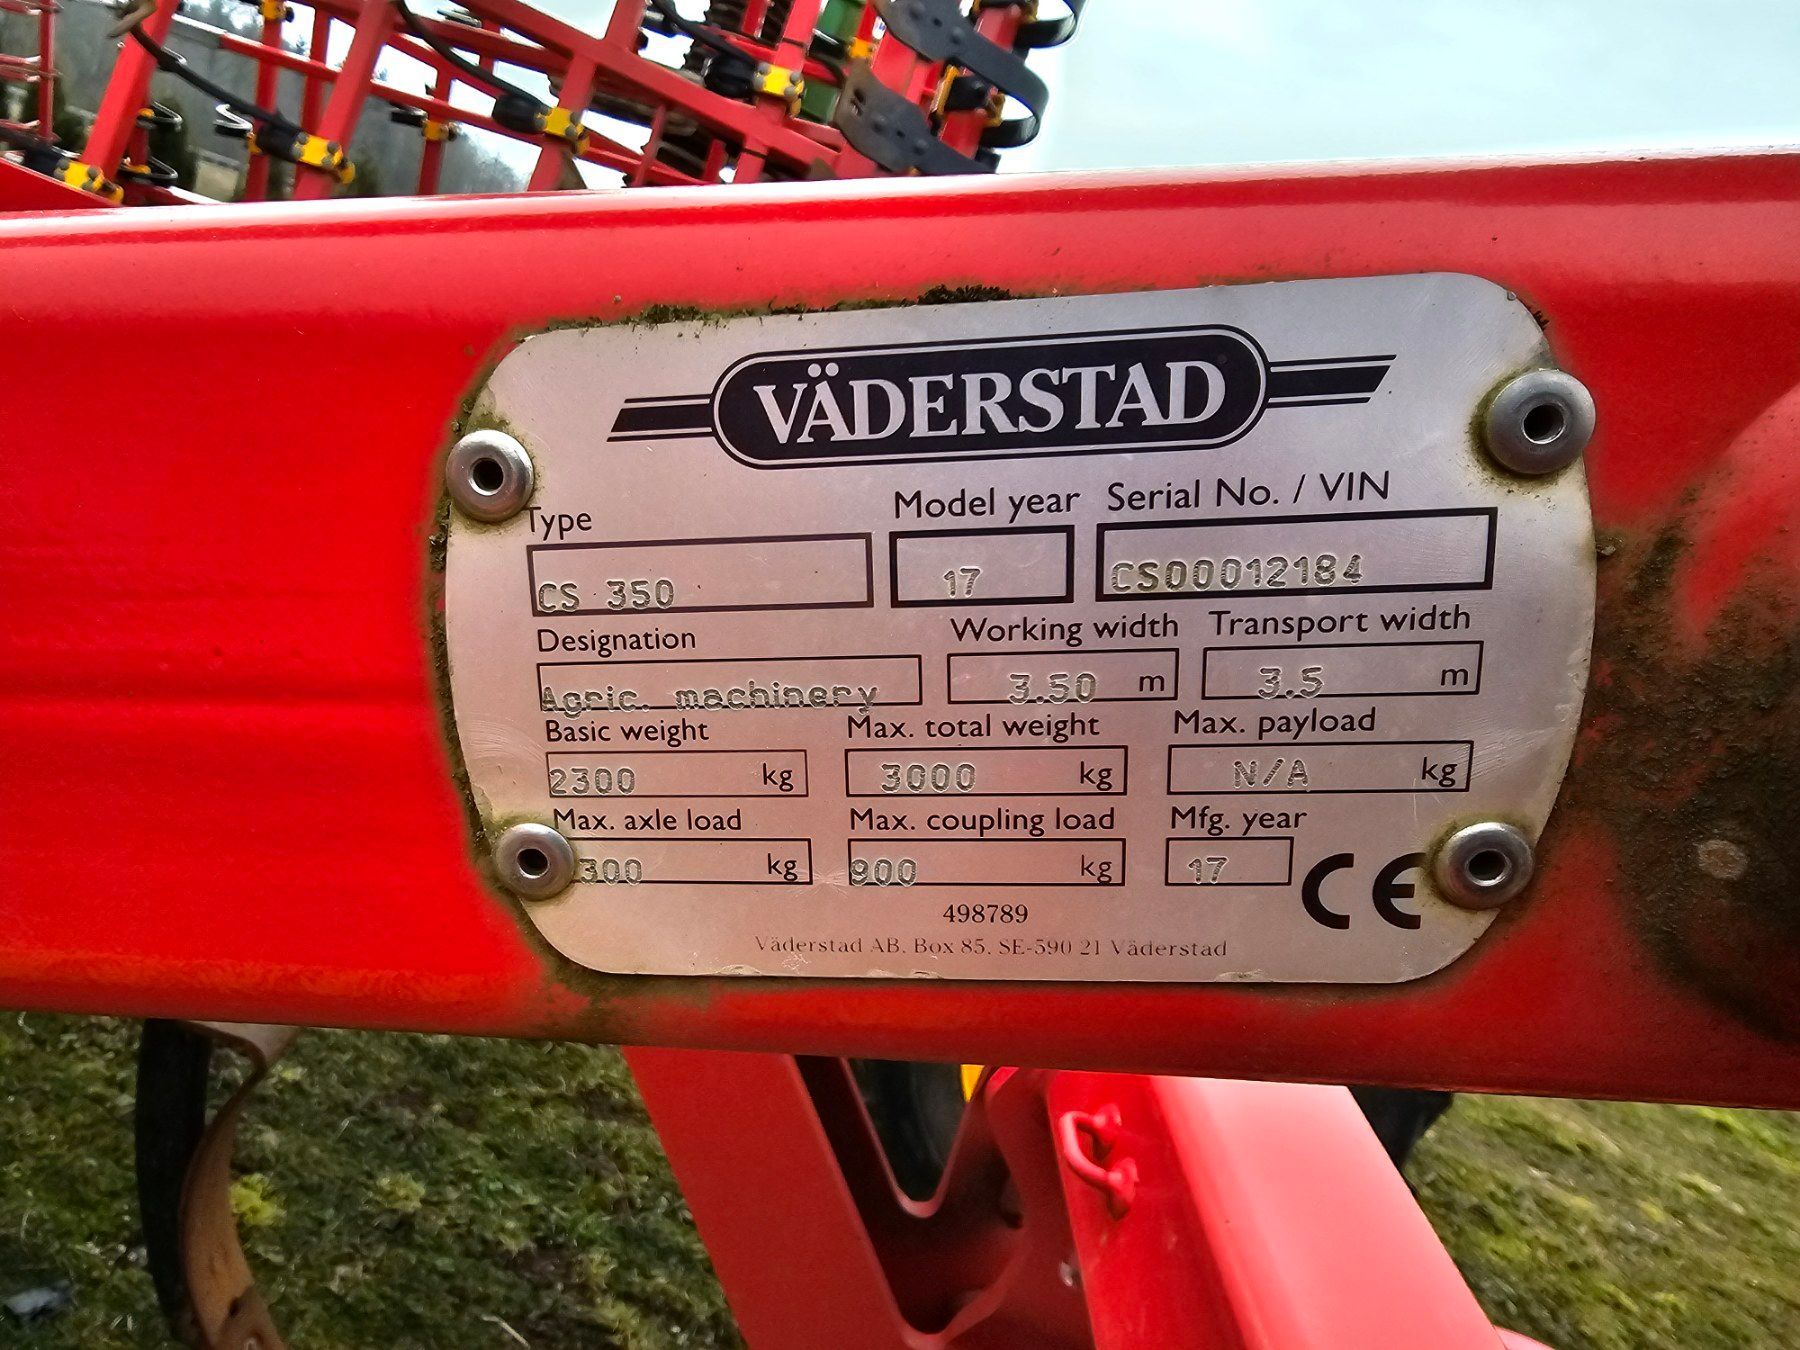 VÄDERSTAD
Type Model year Serial No. / VIN
CS 350 17 CS00012184
Designation Working width Transport width
Agric. machinery 3.50 m 3.5 m
Basic weight Max. total weight Max. payload
2300 kg 3000 kg N/A kg
Max. axle load Max. coupling load Mfg. year
300 kg 900 kg 17 CE
498789
Väderstad AB, Box 85, SE-590 21 Väderstad